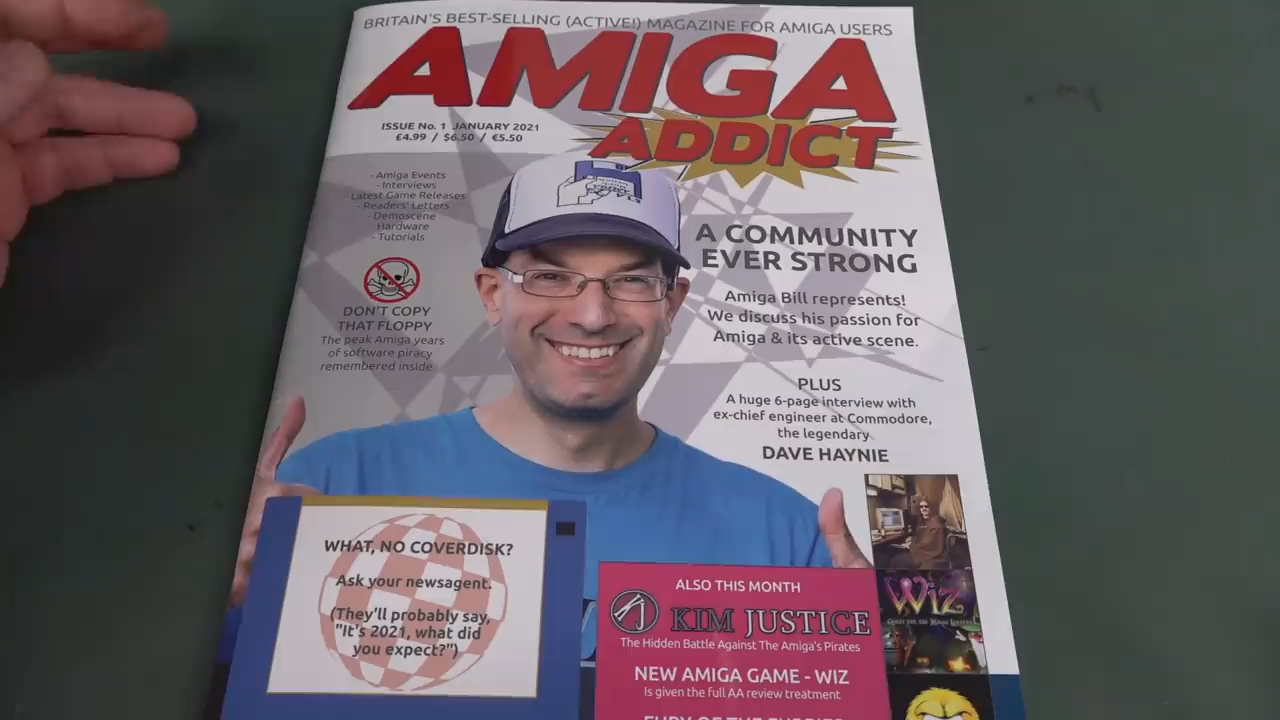 BRITAIN'S BEST-SELLING (ACTIVE!) MAGAZINE FOR AMIGA USERS
AMIGA
ADDICT
ISSUE No. 1 JANUARY 2021
£4.99 / $6.50 / €5.50
- Amiga Events
- Interviews
- Latest Game Releases
- Readers' Letters
- Demoscene
Hardware
- Tutorials
DON'T COPY
THAT FLOPPY
The peak Amiga years
of software piracy
remembered inside.
A COMMUNITY
EVER STRONG
Amiga Bill represents!
We discuss his passion for
Amiga & its active scene.
PLUS
A huge 6-page interview with
ex-chief engineer at Commodore,
the legendary
DAVE HAYNIE
WHAT, NO COVERDISK?
Ask your newsagent.
(They'll probably say,
"It's 2021, what did
you expect?")
ALSO THIS MONTH
KJ KIM JUSTICE
The Hidden Battle Against The Amiga's Pirates
NEW AMIGA GAME - WIZ
Is given the full AA review treatment
WIZ